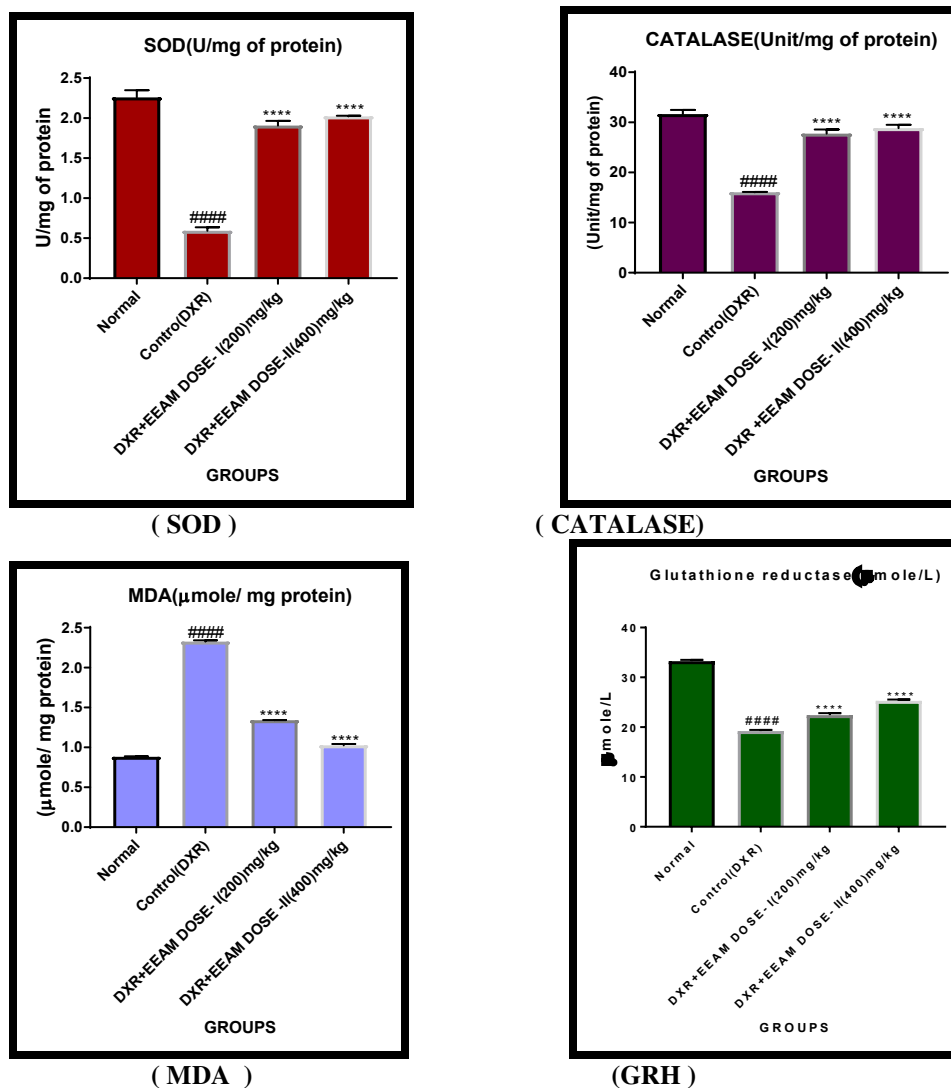 SOD(U/mg of protein)
U/mg of protein
2.5
2.0
1.5
1.0
0.5
0.0
####
****
****
Normal
Control(DXR)
DXR+EEAM DOSE- I(200)mg/kg
DXR+EEAM DOSE-II(400)mg/kg
GROUPS
( SOD )
CATALASE(Unit/mg of protein)
(Unit/mg of protein)
40
30
20
10
0
####
****
****
Normal
Control(DXR)
DXR+EEAM DOSE -I(200)mg/kg
DXR +EEAM DOSE- II(400)mg/kg
GROUPS
( CATALASE)
MDA(μmole/ mg protein)
(μmole/ mg protein)
2.5
2.0
1.5
1.0
0.5
0.0
####
****
****
Normal
Control(DXR)
DXR+EEAM DOSE- I(200)mg/kg
DXR+EEAM DOSE -II(400)mg/kg
GROUPS
( MDA )
Glutathione reductase mole/L)
mole/L
40
30
20
10
0
####
****
****
Normal
Control(DXR)
DXR+EEAM DOSE- I(200)mg/kg
DXR+EEAM DOSE- II(400)mg/kg
GROUPS
(GRH )